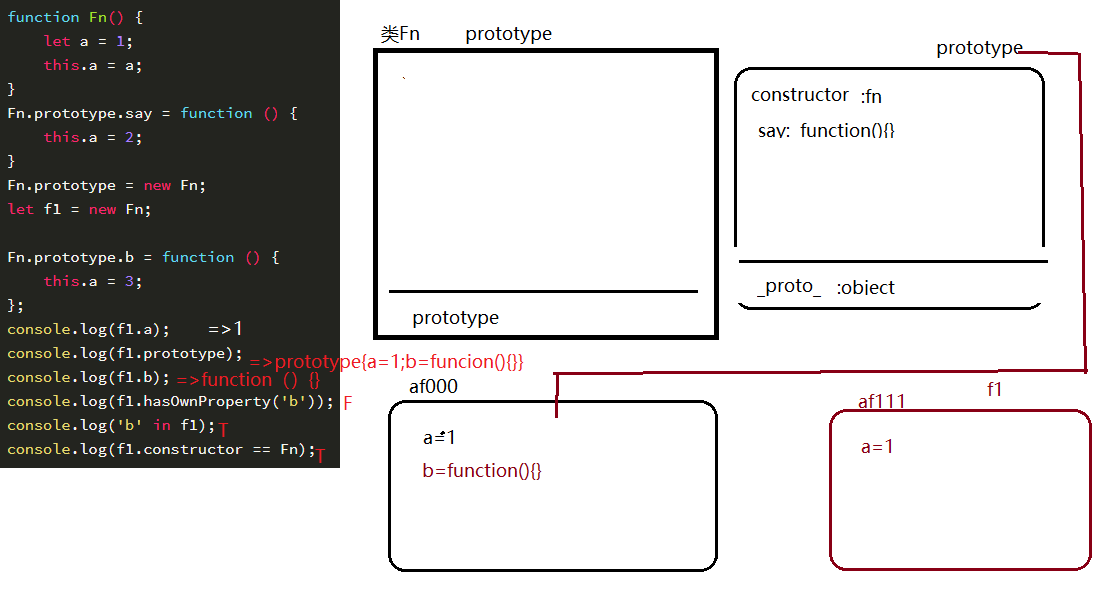 function Fn() {
    let a = 1;
    this.a = a;
}
Fn.prototype.say = function () {
    this.a = 2;
}
Fn.prototype = new Fn;
let f1 = new Fn;
Fn.prototype.b = function () {
    this.a = 3;
};
console.log(f1.a); =>1
console.log(f1.prototype); =>prototype{a=1;b=funcion(){}}
console.log(f1.b); =>function () {}
console.log(f1.hasOwnProperty('b')); F
console.log('b' in f1); T
console.log(f1.constructor == Fn); T
类Fn prototype
prototype
prototype
constructor :fn
say: function(){}
_proto_ :object
af000
a=1
b=function(){}
af111 f1
a=1